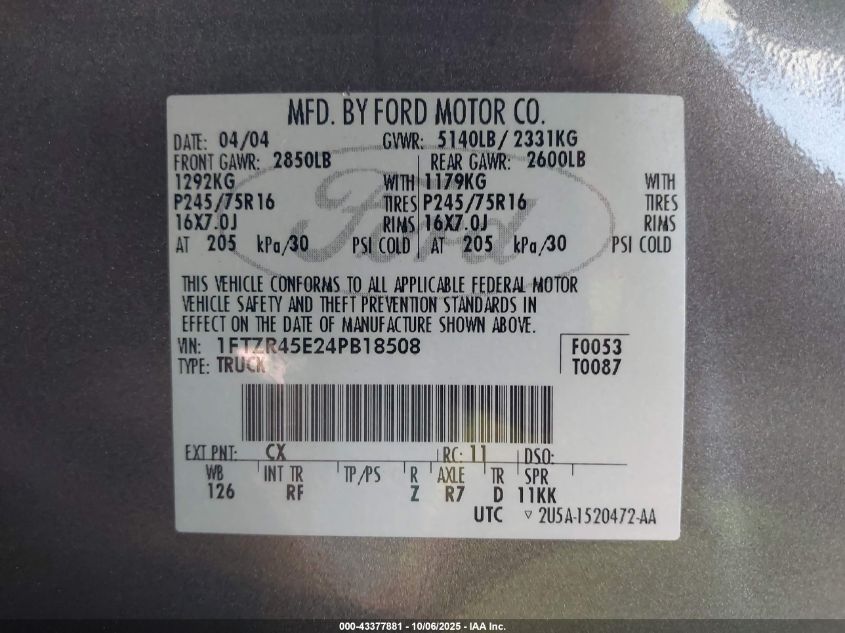 MFD. BY FORD MOTOR CO.
DATE: 04/04 GVWR: 5140LB/ 2331KG
FRONT GAWR: 2850LB REAR GAWR: 2600LB
1292KG WITH 1179KG WITH
P245/75R16 TIRES P245/75R16 TIRES
16X7.0J RIMS 16X7.0J RIMS
AT 205 kPa/30 PSI COLD AT 205 kPa/30 PSI COLD
Ford
THIS VEHICLE CONFORMS TO ALL APPLICABLE FEDERAL MOTOR
VEHICLE SAFETY AND THEFT PREVENTION STANDARDS IN
EFFECT ON THE DATE OF MANUFACTURE SHOWN ABOVE.
VIN: 1FTZR45E24PB18508 F0053
TYPE: TRUCK T0087
EXT PNT: CX RC: 11 DSO:
WB INT TR TP/PS R AXLE TR SPR
126 RF Z R7 D 11KK
UTC ▽ 2U5A-1520472-AA
000-43377881 - 10/06/2025 - IAA Inc.